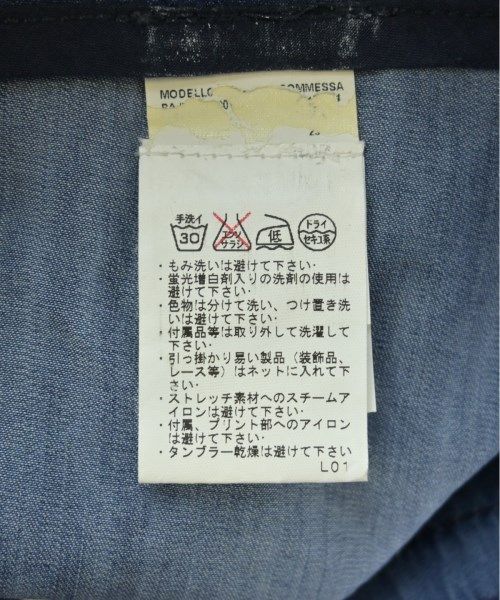 MODELLO COMMESSA
手洗イ
30
エンソ
サラシ
低
ドライ
セキユ系
・もみ洗いは避けて下さい・
・蛍光増白剤入りの洗剤の使用は
避けて下さい・
・色物は分けて洗い、つけ置き洗
いは避けて下さい・
・付属品等は取り外して洗濯して
下さい・
・引っ掛かり易い製品（装飾品、
レース等）はネットに入れて下
さい・
・ストレッチ素材へのスチームア
イロンは避けて下さい・
・付属、プリント部へのアイロン
は避けて下さい・
・タンブラー乾燥は避けて下さい
L01